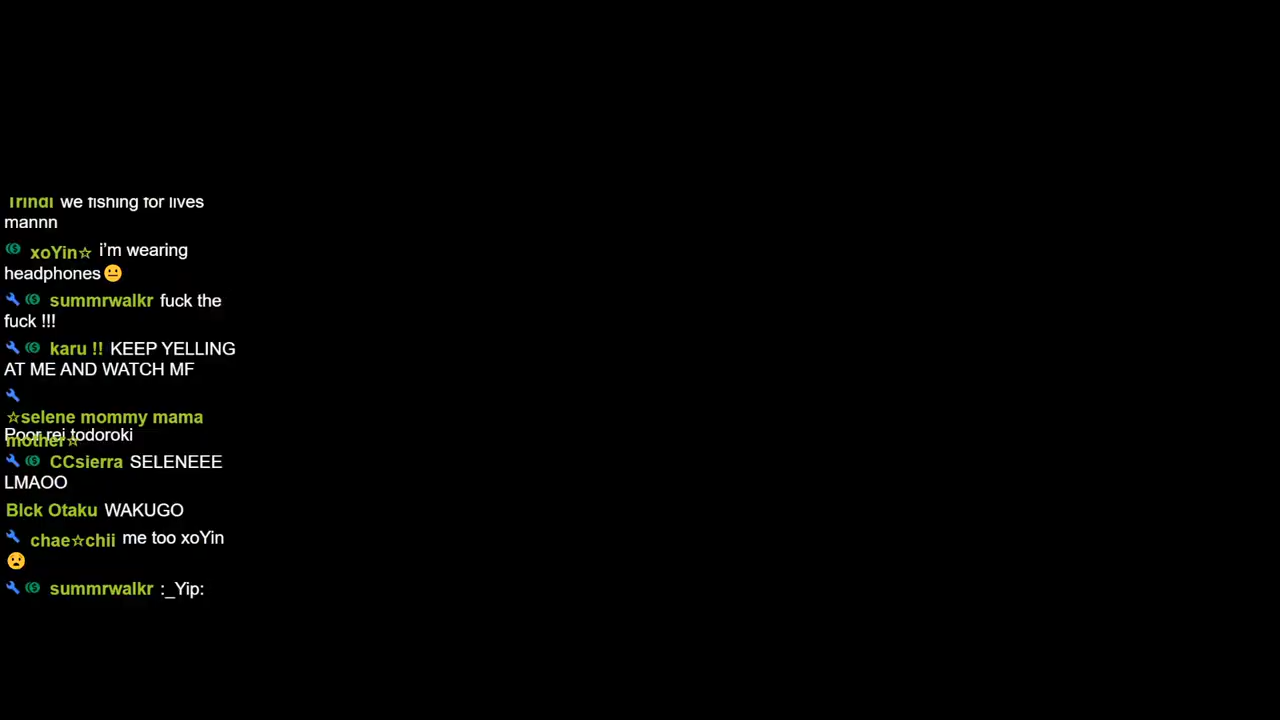 Trindi we fishing for lives
mannn
xoYin☆ i'm wearing
headphones😐
summrwalkr fuck the
fuck !!!
karu !! KEEP YELLING
AT ME AND WATCH MF
☆selene mommy mama
mother☆
Poor rei todoroki
CCsierra SELENEEE
LMAOO
Blck Otaku WAKUGO
chae☆chii me too xoYin
😧
summrwalkr :_Yip: